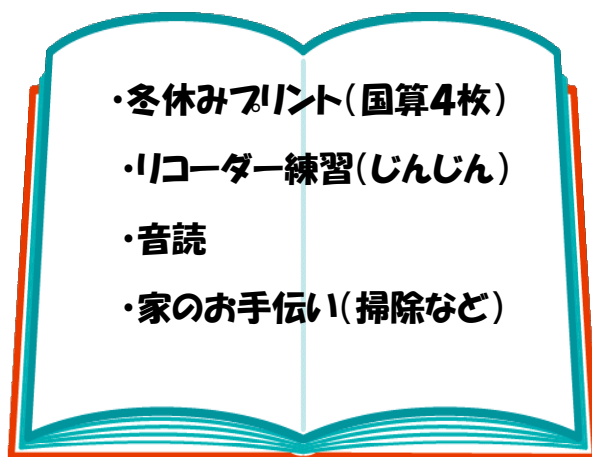 ・冬休みプリント（国算４枚）
・リコーダー練習（じんじん）
・音読
・家のお手伝い（掃除など）